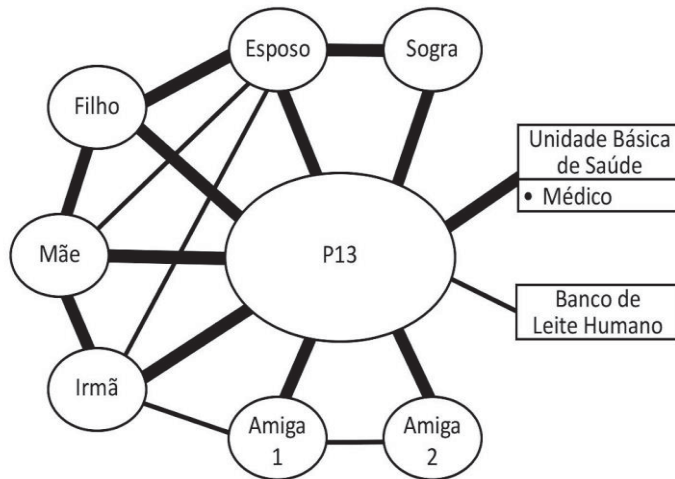 Esposo
Sogra
Filho
Unidade Básica
de Saúde
• Médico
Mãe
P13
Banco de
Leite Humano
Irmã
Amiga
1
Amiga
2